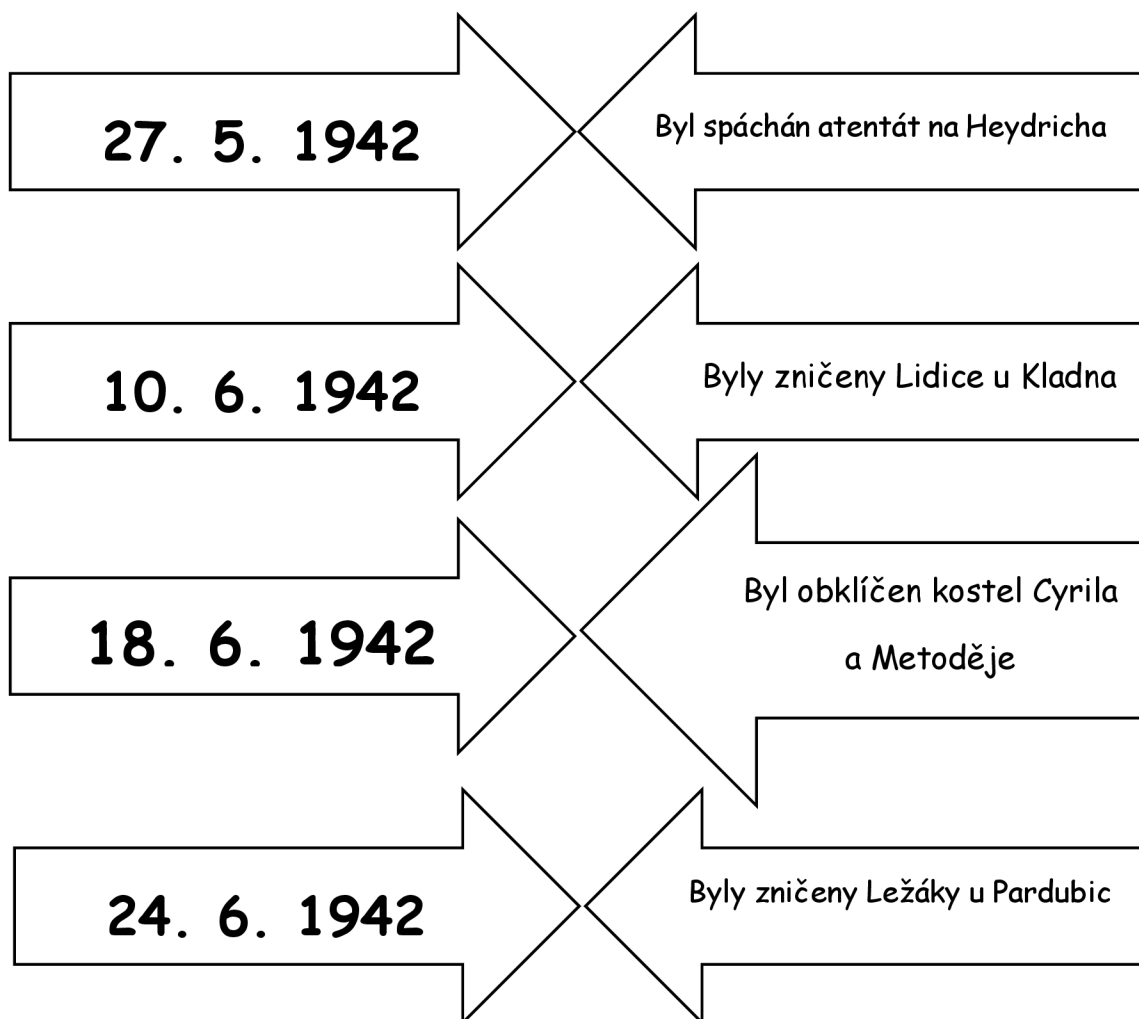 27. 5. 1942
Byl spáchán atentát na Heydricha
10. 6. 1942
Byly zničeny Lidice u Kladna
18. 6. 1942
Byl obklíčen kostel Cyrila
a Metoděje
24. 6. 1942
Byly zničeny Ležáky u Pardubic